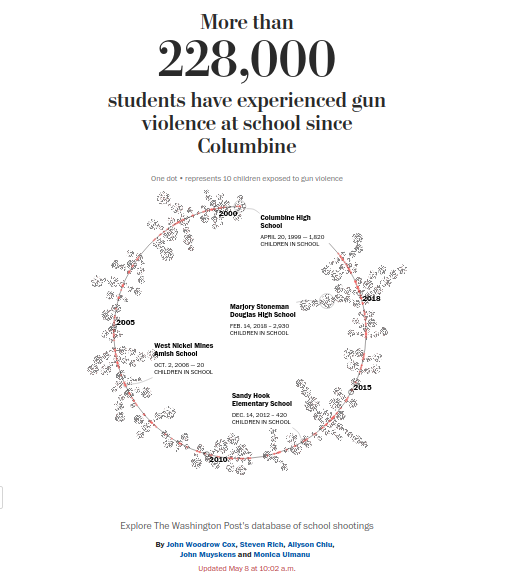 More than
228,000
students have experienced gun
violence at school since
Columbine
One dot • represents 10 children exposed to gun violence
2000
Columbine High
School
APRIL 20, 1999 — 1,820
CHILDREN IN SCHOOL
2018
Marjory Stoneman
Douglas High School
FEB. 14, 2018 – 2,930
CHILDREN IN SCHOOL
2005
West Nickel Mines
Amish School
OCT. 2, 2006 — 20
CHILDREN IN SCHOOL
2015
Sandy Hook
Elementary School
DEC. 14, 2012 – 420
CHILDREN IN SCHOOL
2010
Explore The Washington Post's database of school shootings
By John Woodrow Cox, Steven Rich, Allyson Chiu,
John Muyskens and Monica Ulmanu
Updated May 8 at 10:02 a.m.